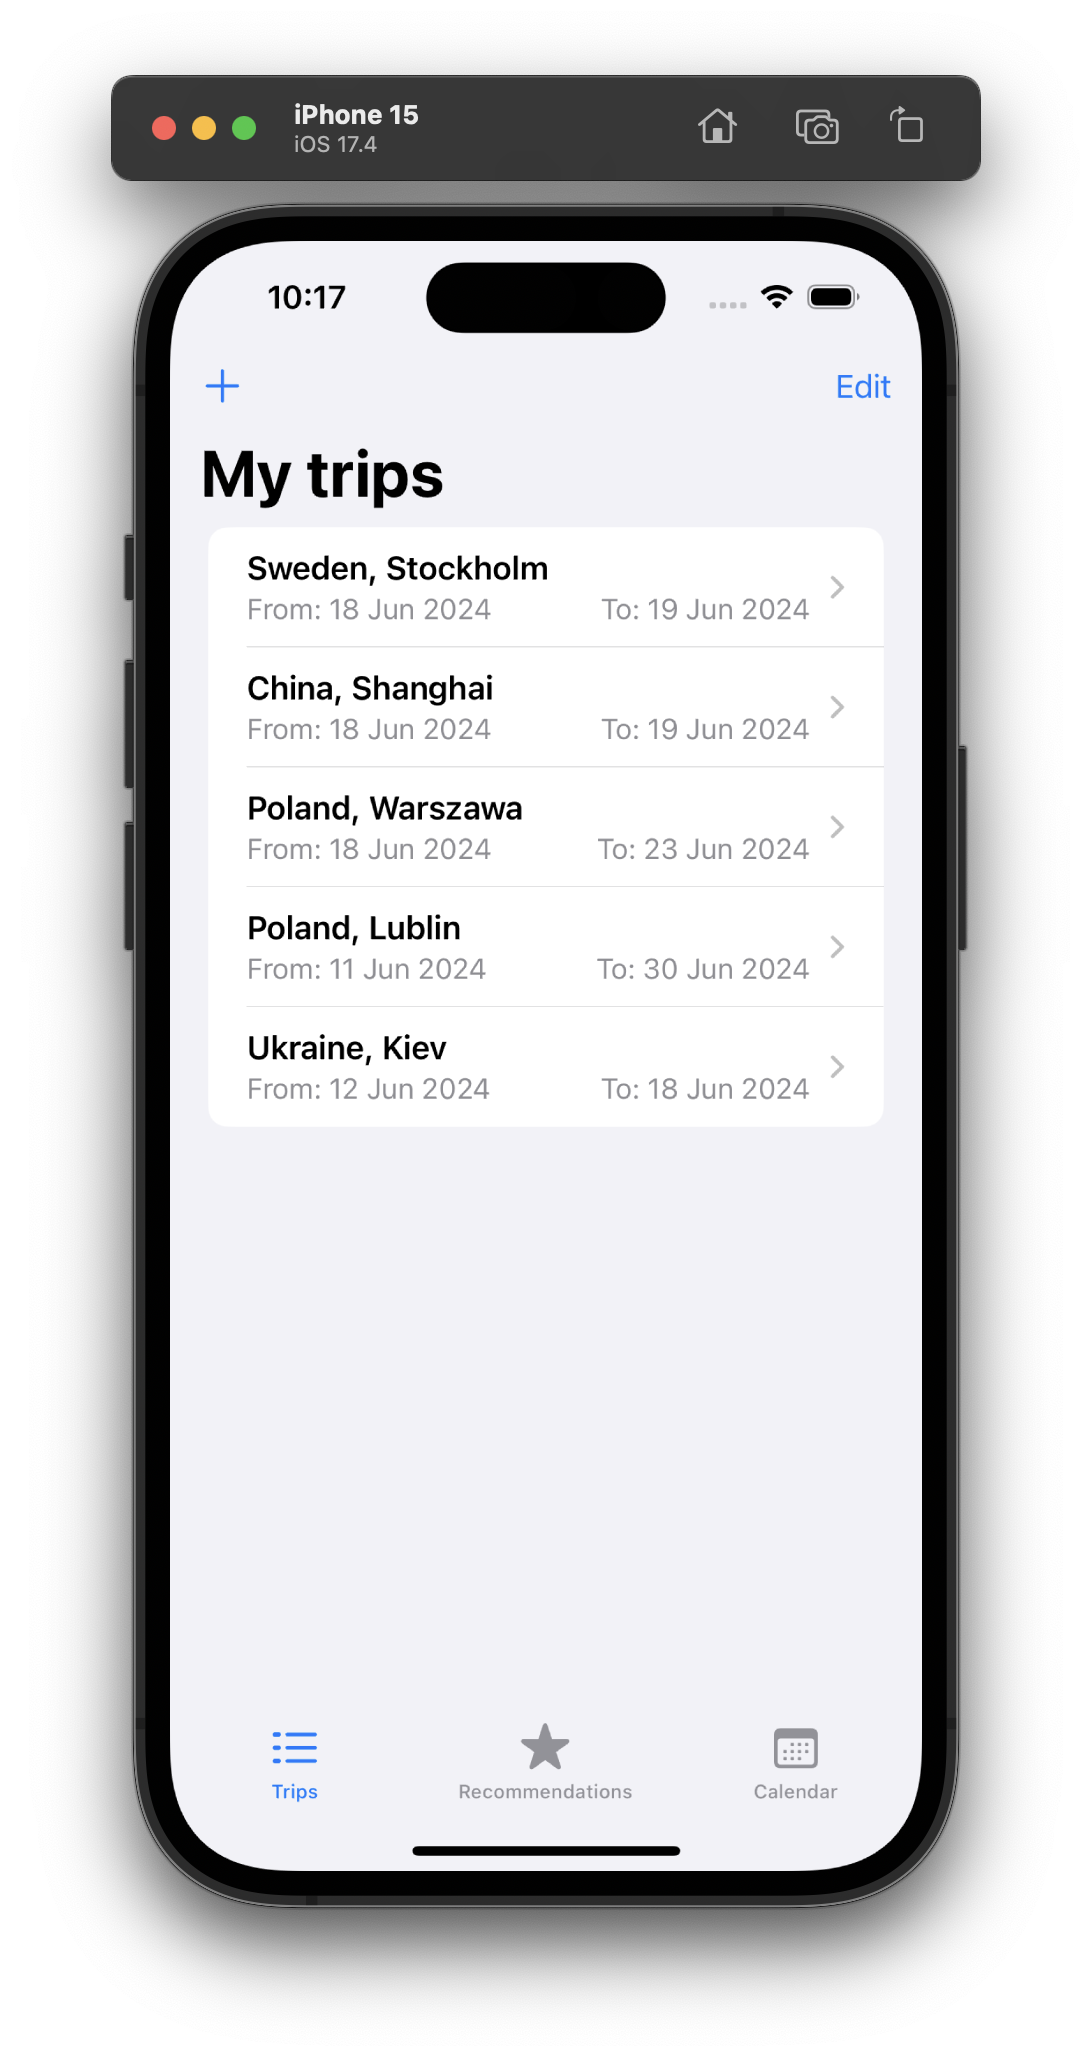 iPhone 15
iOS 17.4
10:17
Edit
My trips
Sweden, Stockholm
From: 18 Jun 2024 To: 19 Jun 2024
China, Shanghai
From: 18 Jun 2024 To: 19 Jun 2024
Poland, Warszawa
From: 18 Jun 2024 To: 23 Jun 2024
Poland, Lublin
From: 11 Jun 2024 To: 30 Jun 2024
Ukraine, Kiev
From: 12 Jun 2024 To: 18 Jun 2024
Trips Recommendations Calendar